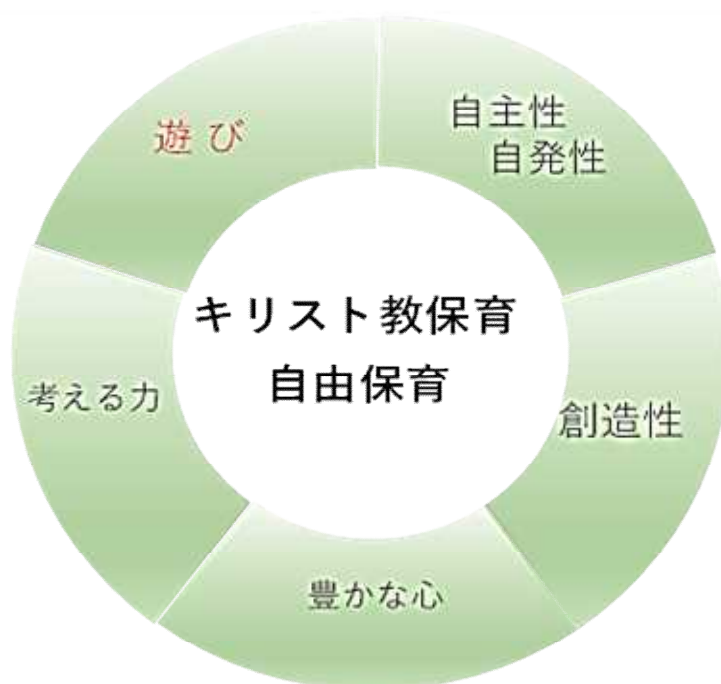 遊び
自主性
自発性
キリスト教保育
自由保育
考える力
創造性
豊かな心